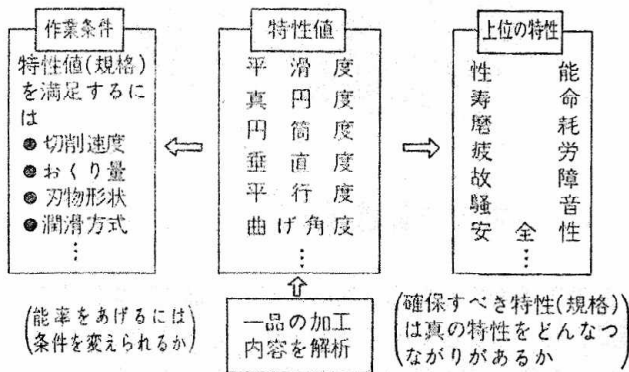 作業条件
特性値(規格)
を満足するに
は
●切削速度
●おくり量
●刃物形状
●潤滑方式
⋮
(能率をあげるには
条件を変えられるか)
特性値
平滑度
真円度
円筒度
垂直度
平行度
曲げ角度
⋮
一品の加工
内容を解析
上位の特性
性能
寿命
磨耗
疲労
故障
騒音
安全性
⋮
(確保すべき特性(規格)
は真の特性をどんなつ
ながりがあるか)